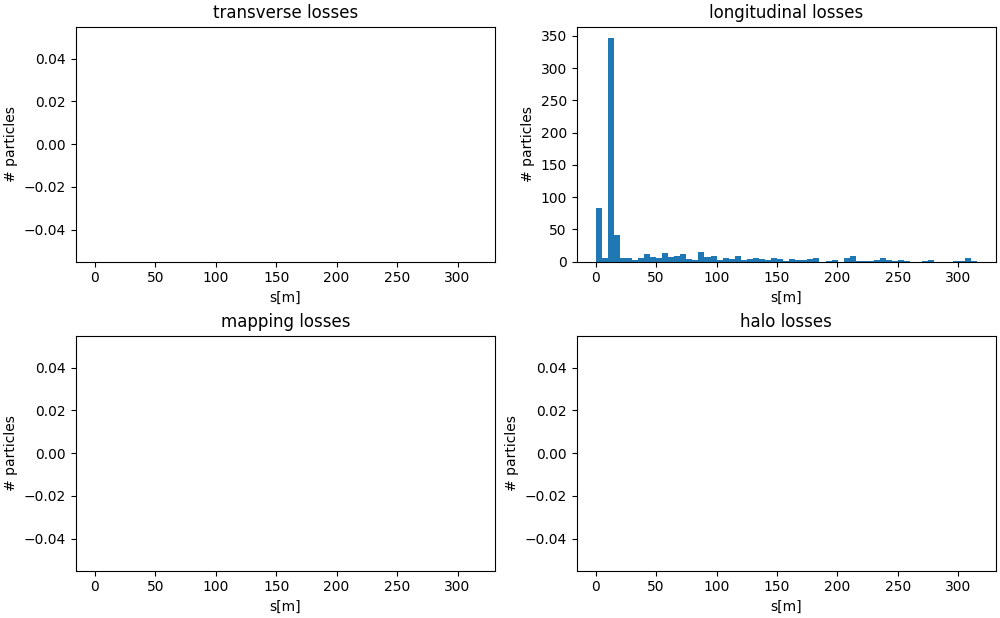 transverse losses
0.04
0.02
0.00
−0.02
−0.04
# particles
0 50 100 150 200 250 300
s[m]
longitudinal losses
350
300
250
200
150
100
50
0
# particles
0 50 100 150 200 250 300
s[m]
mapping losses
0.04
0.02
0.00
−0.02
−0.04
# particles
0 50 100 150 200 250 300
s[m]
halo losses
0.04
0.02
0.00
−0.02
−0.04
# particles
0 50 100 150 200 250 300
s[m]